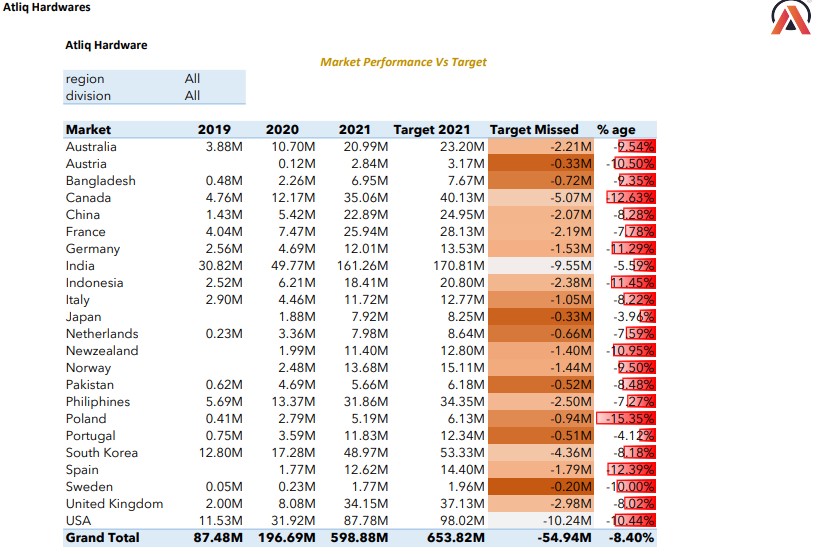 Atliq Hardwares
Atliq Hardware
Market Performance Vs Target
region All
division All
Market 2019 2020 2021 Target 2021 Target Missed % age
Australia 3.88M 10.70M 20.99M 23.20M -2.21M -9.54%
Austria 0.12M 2.84M 3.17M -0.33M -10.50%
Bangladesh 0.48M 2.26M 6.95M 7.67M -0.72M -9.35%
Canada 4.76M 12.17M 35.06M 40.13M -5.07M -12.63%
China 1.43M 5.42M 22.89M 24.95M -2.07M -8.28%
France 4.04M 7.47M 25.94M 28.13M -2.19M -7.78%
Germany 2.56M 4.69M 12.01M 13.53M -1.53M -11.29%
India 30.82M 49.77M 161.26M 170.81M -9.55M -5.59%
Indonesia 2.52M 6.21M 18.41M 20.80M -2.38M -11.45%
Italy 2.90M 4.46M 11.72M 12.77M -1.05M -8.22%
Japan 1.88M 7.92M 8.25M -0.33M -3.96%
Netherlands 0.23M 3.36M 7.98M 8.64M -0.66M -7.59%
Newzealand 1.99M 11.40M 12.80M -1.40M -10.95%
Norway 2.48M 13.68M 15.11M -1.44M -9.50%
Pakistan 0.62M 4.69M 5.66M 6.18M -0.52M -8.48%
Philiphines 5.69M 13.37M 31.86M 34.35M -2.50M -7.27%
Poland 0.41M 2.79M 5.19M 6.13M -0.94M -15.35%
Portugal 0.75M 3.59M 11.83M 12.34M -0.51M -4.12%
South Korea 12.80M 17.28M 48.97M 53.33M -4.36M -8.18%
Spain 1.77M 12.62M 14.40M -1.79M -12.39%
Sweden 0.05M 0.23M 1.77M 1.96M -0.20M -10.00%
United Kingdom 2.00M 8.08M 34.15M 37.13M -2.98M -8.02%
USA 11.53M 31.92M 87.78M 98.02M -10.24M -10.44%
Grand Total 87.48M 196.69M 598.88M 653.82M -54.94M -8.40%